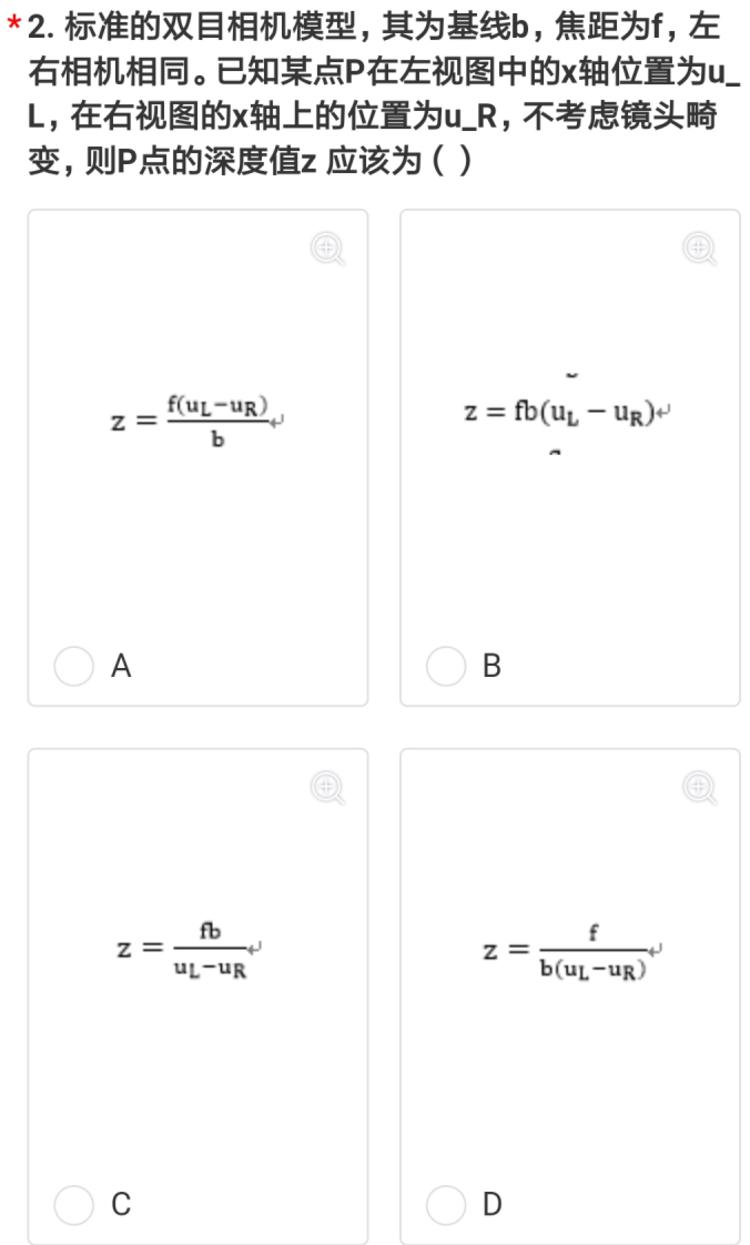 *2. 标准的双目相机模型，其为基线b，焦距为f，左
右相机相同。已知某点P在左视图中的x轴位置为u_
L，在右视图的x轴上的位置为u_R，不考虑镜头畸
变，则P点的深度值z 应该为 ( )
z = f(u_L−u_R)/b↵
z = fb(u_L − u_R)↵
A
B
z = fb/(u_L−u_R)↵
z = f/(b(u_L−u_R))↵
C
D